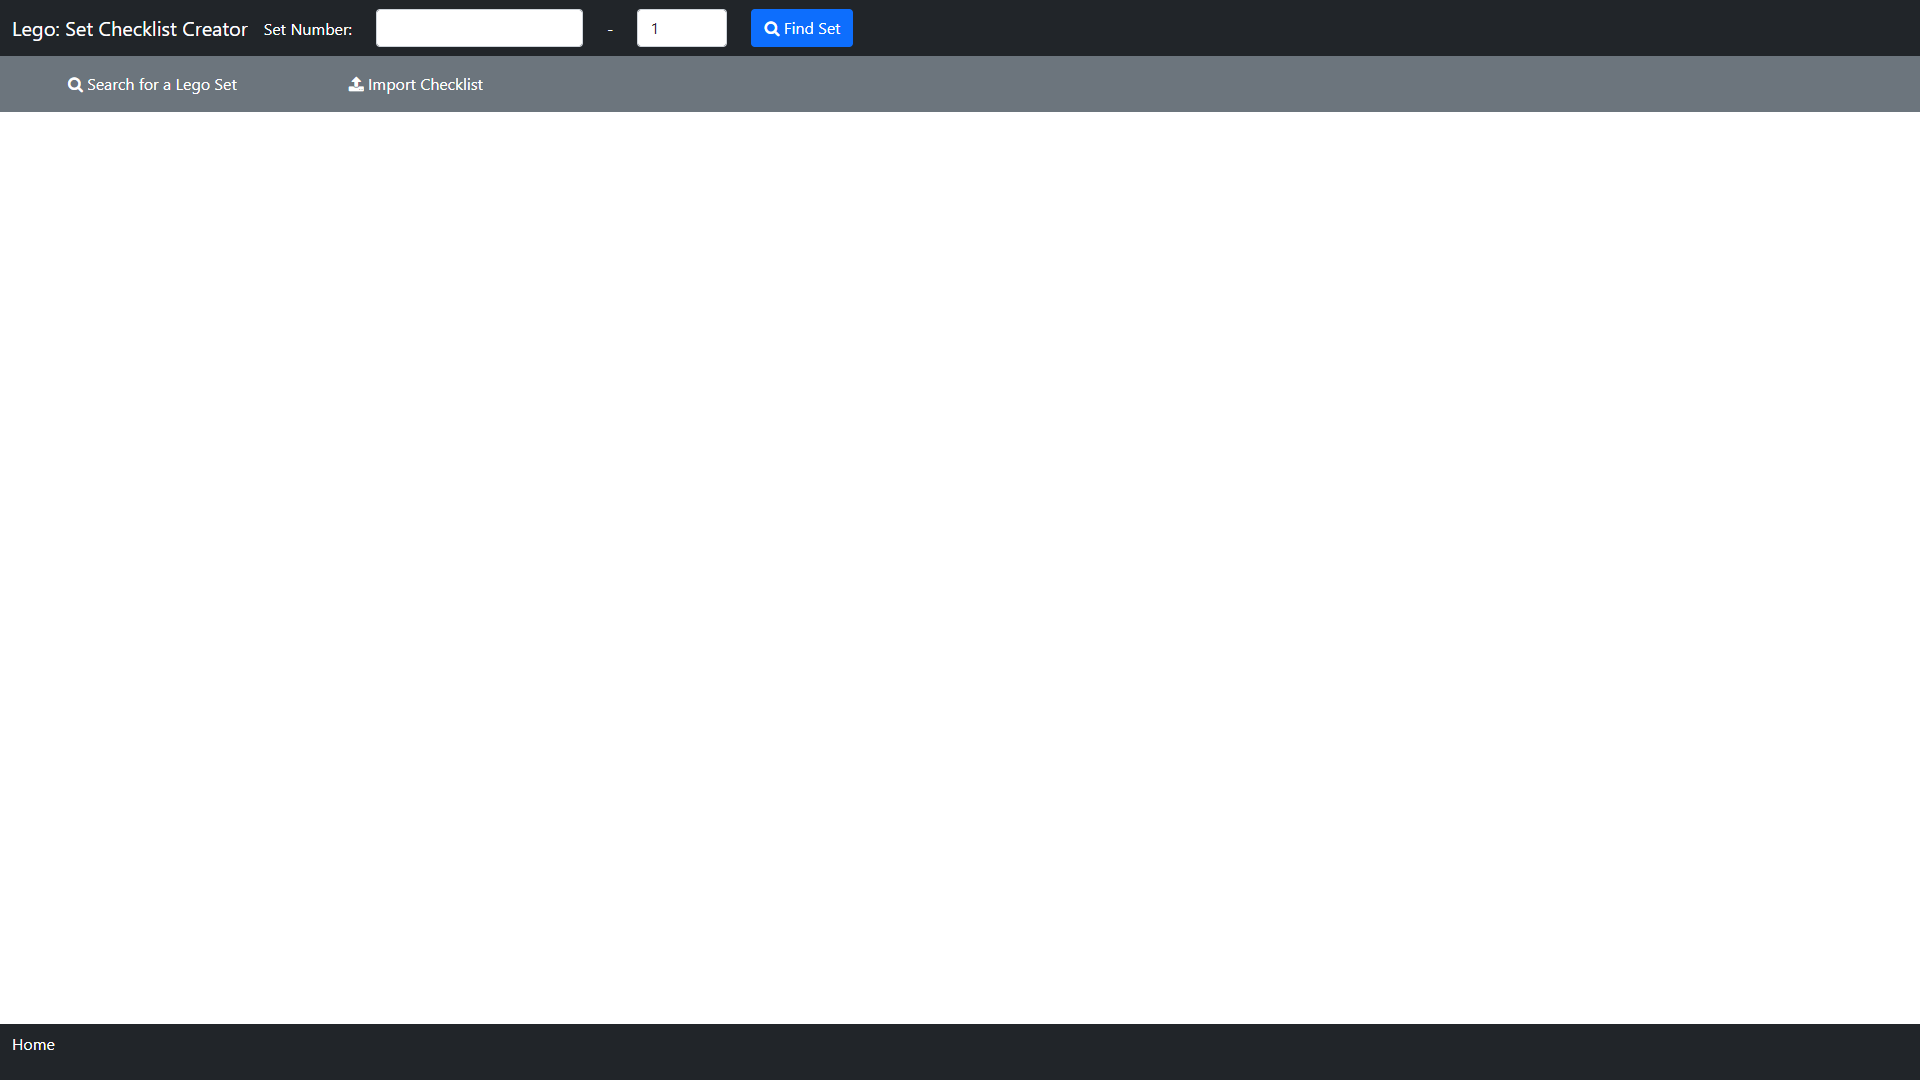 Lego: Set Checklist Creator Set Number: - 1 Find Set
Search for a Lego Set Import Checklist
Home